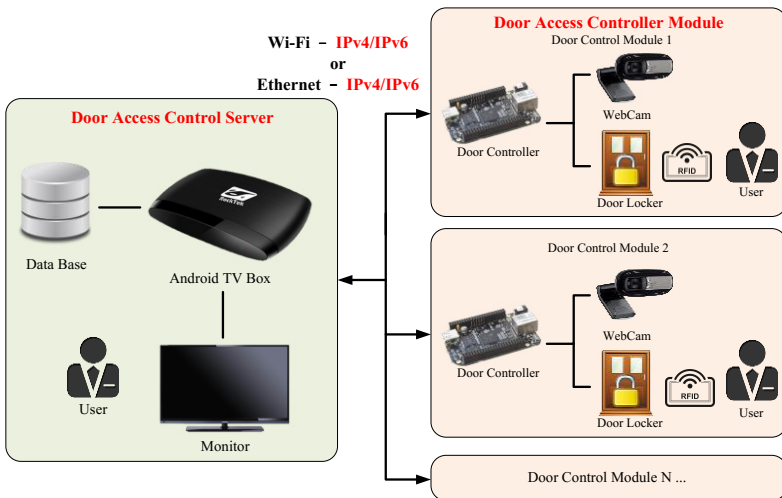 Wi-Fi – IPv4/IPv6
or
Ethernet – IPv4/IPv6
Door Access Control Server
RockTek
Data Base
Android TV Box
User
Monitor
Door Access Controller Module
Door Control Module 1
WebCam
Door Controller
RFID
Door Locker
User
Door Control Module 2
WebCam
Door Controller
RFID
Door Locker
User
Door Control Module N ...